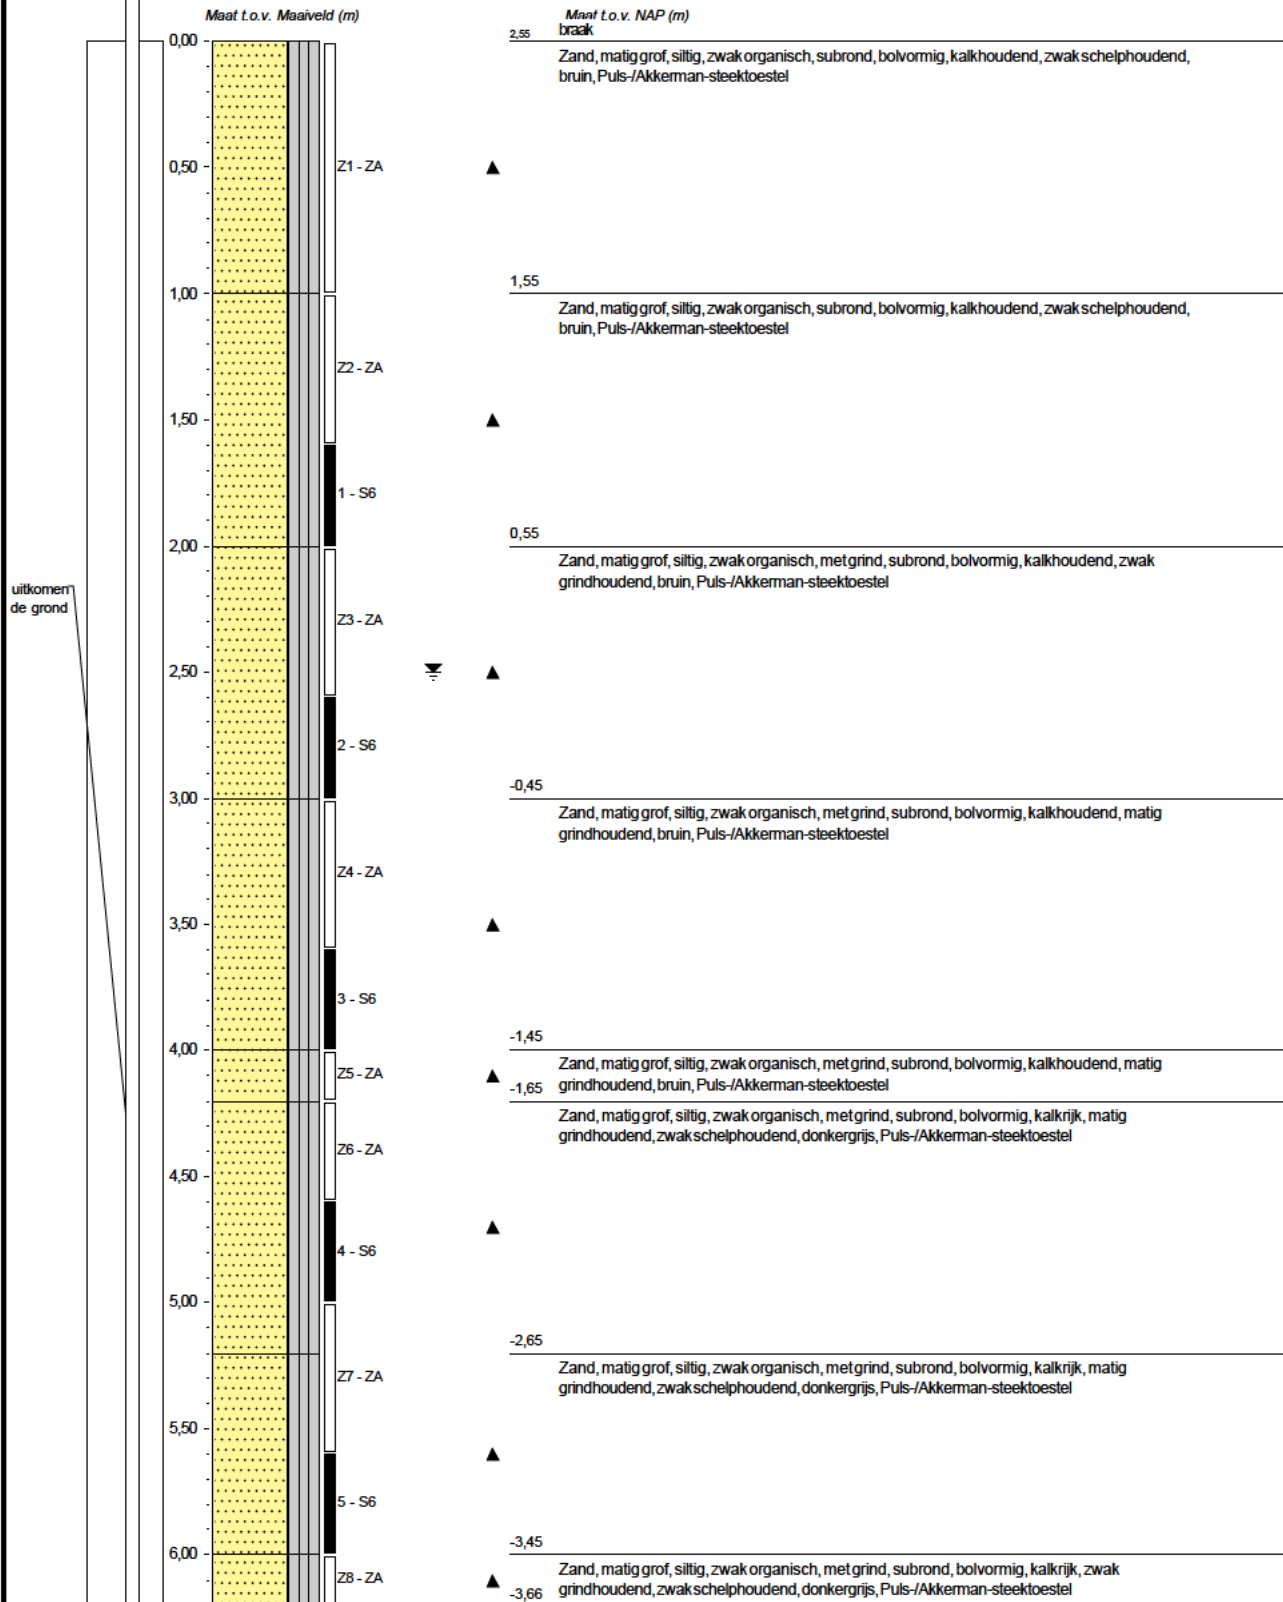 Maat t.o.v. Maaiveld (m)
Maat t.o.v. NAP (m)
braak
0,00
2,55
Zand, matig grof, siltig, zwak organisch, subrond, bolvormig, kalkhoudend, zwak schelphoudend,
bruin, Puls-/Akkerman-steektoestel
0,50
Z1 - ZA
1,55
1,00
Zand, matig grof, siltig, zwak organisch, subrond, bolvormig, kalkhoudend, zwak schelphoudend,
bruin, Puls-/Akkerman-steektoestel
Z2 - ZA
1,50
1 - S6
0,55
2,00
Zand, matig grof, siltig, zwak organisch, met grind, subrond, bolvormig, kalkhoudend, zwak
grindhoudend, bruin, Puls-/Akkerman-steektoestel
uitkomen
de grond
Z3 - ZA
2,50
2 - S6
-0,45
3,00
Zand, matig grof, siltig, zwak organisch, met grind, subrond, bolvormig, kalkhoudend, matig
grindhoudend, bruin, Puls-/Akkerman-steektoestel
Z4 - ZA
3,50
3 - S6
-1,45
4,00
Zand, matig grof, siltig, zwak organisch, met grind, subrond, bolvormig, kalkhoudend, matig
grindhoudend, bruin, Puls-/Akkerman-steektoestel
Z5 - ZA
-1,65
Zand, matig grof, siltig, zwak organisch, met grind, subrond, bolvormig, kalkrijk, matig
grindhoudend, zwak schelphoudend, donkergrijs, Puls-/Akkerman-steektoestel
Z6 - ZA
4,50
4 - S6
5,00
-2,65
Zand, matig grof, siltig, zwak organisch, met grind, subrond, bolvormig, kalkrijk, matig
grindhoudend, zwak schelphoudend, donkergrijs, Puls-/Akkerman-steektoestel
Z7 - ZA
5,50
5 - S6
-3,45
6,00
Zand, matig grof, siltig, zwak organisch, met grind, subrond, bolvormig, kalkrijk, zwak
grindhoudend, zwak schelphoudend, donkergrijs, Puls-/Akkerman-steektoestel
Z8 - ZA
-3,66